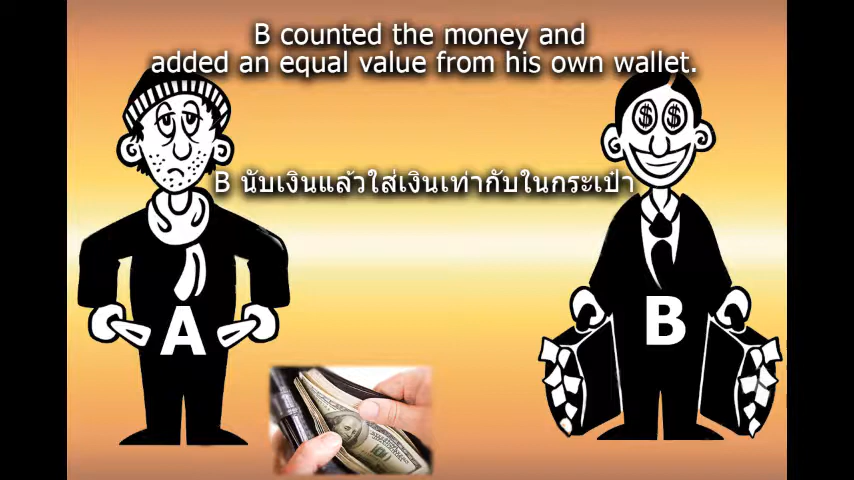 B counted the money and
added an equal value from his own wallet.
B นับเงินแล้วใส่เงินเท่ากับในกระเป๋า
A
B